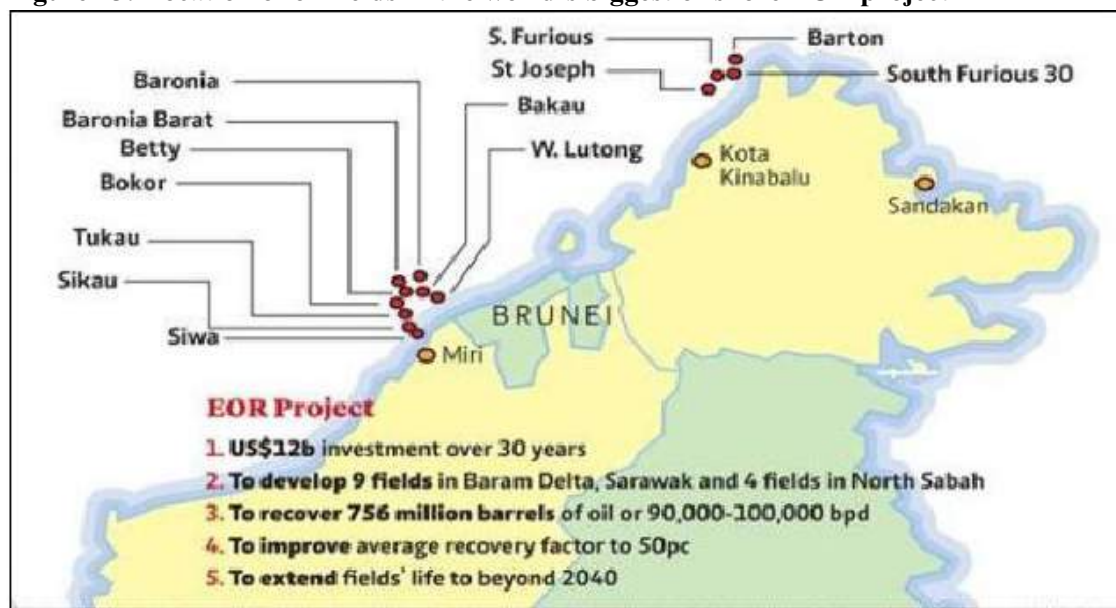 S. Furious
Barton
St Joseph
South Furious 30
Baronia
Bakau
Baronia Barat
Betty
W. Lutong
Bokor
Kota
Kinabalu
Sandakan
Tukau
Sikau
Siwa
BRUNEI
Miri
EOR Project
1. US$12b investment over 30 years
2. To develop 9 fields in Baram Delta, Sarawak and 4 fields in North Sabah
3. To recover 756 million barrels of oil or 90,000-100,000 bpd
4. To improve average recovery factor to 50pc
5. To extend fields' life to beyond 2040